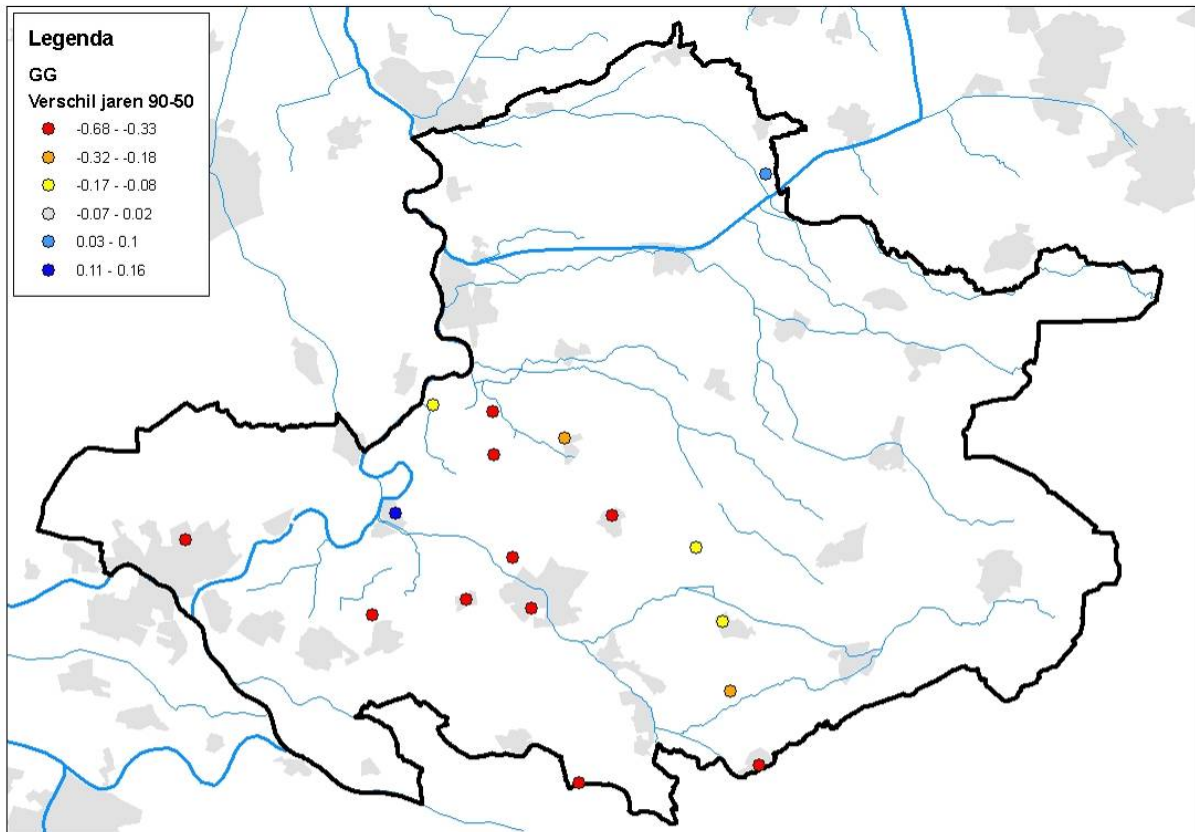 Legenda
GG
Verschil jaren 90-50
-0.68 - -0.33
-0.32 - -0.18
-0.17 - -0.08
-0.07 - 0.02
0.03 - 0.1
0.11 - 0.16